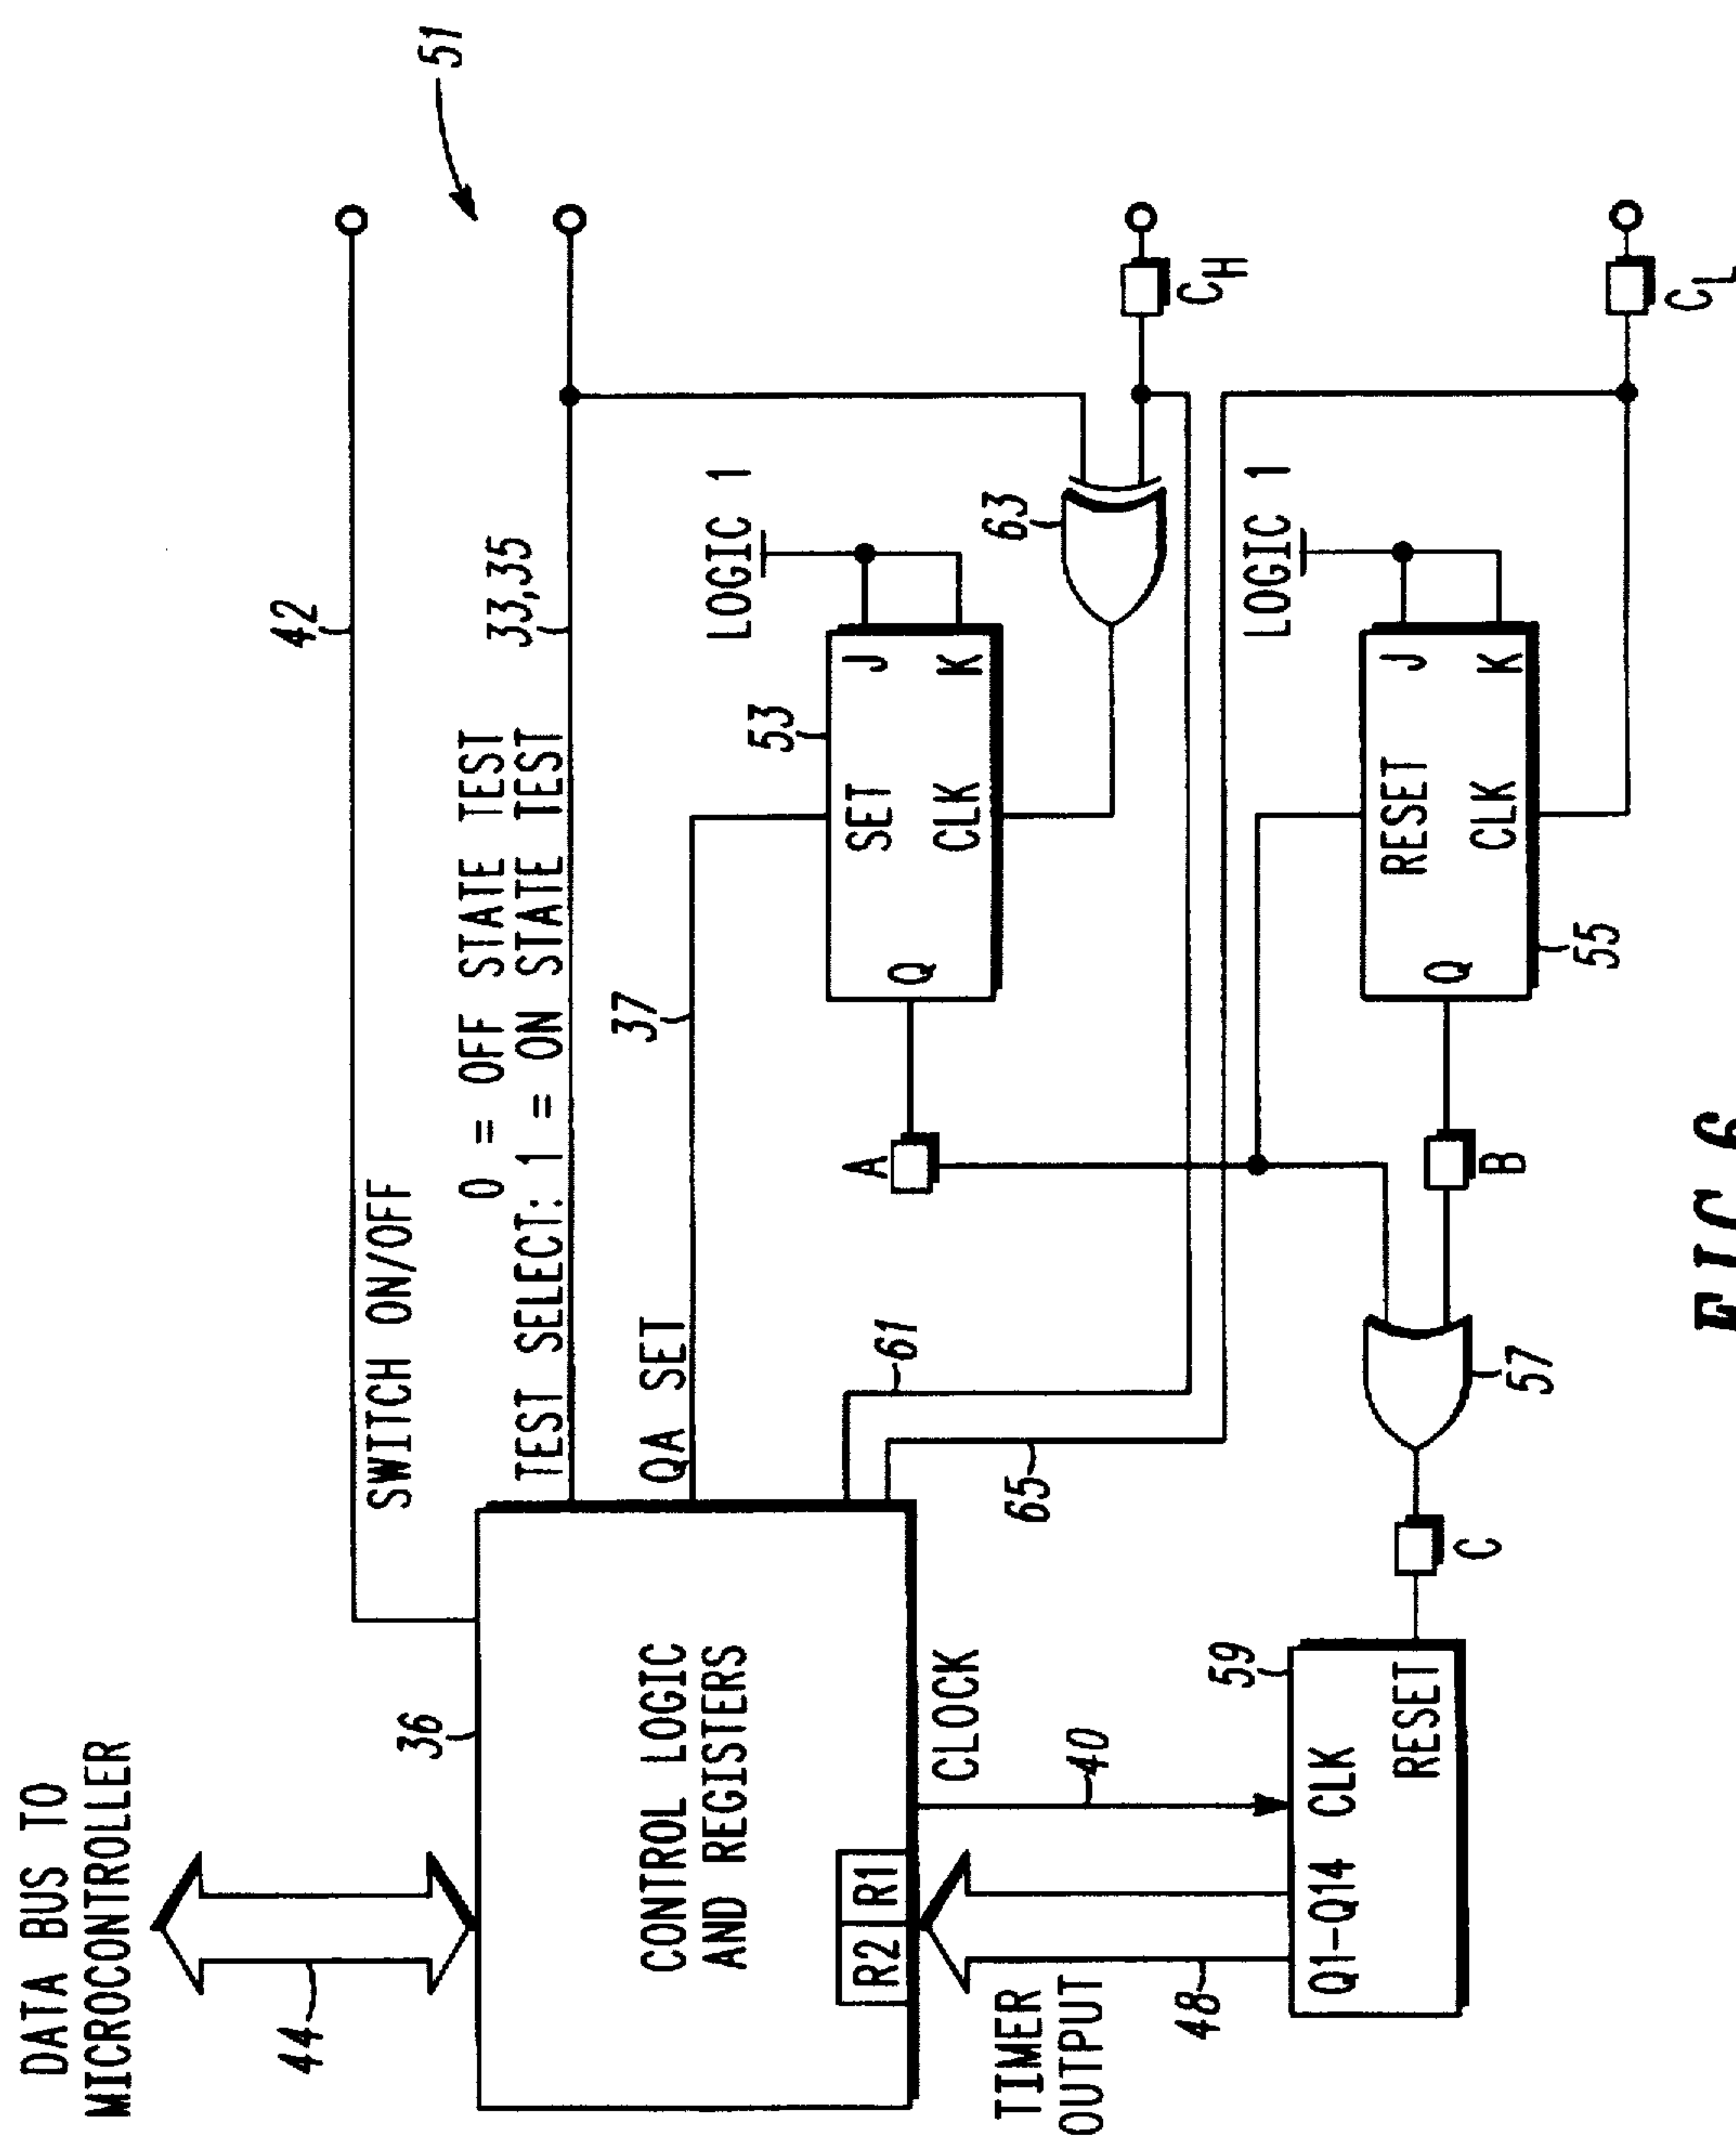 DATA BUS TO
MICROCONTROLLER
44
36
42
SWITCH ON/OFF
51
0 = OFF STATE TEST
TEST SELECT: 1 = ON STATE TEST
33,35
QA SET
37
CONTROL LOGIC
AND REGISTERS
R2 R1
53
LOGIC 1
SET
J
CLK
K
Q
A
61
65
CLOCK
40
TIMER
OUTPUT
48
63
C_H
59
Q1-Q14 CLK
RESET
C
57
B
LOGIC 1
RESET
J
CLK
K
Q
55
C_L
FIG. 6